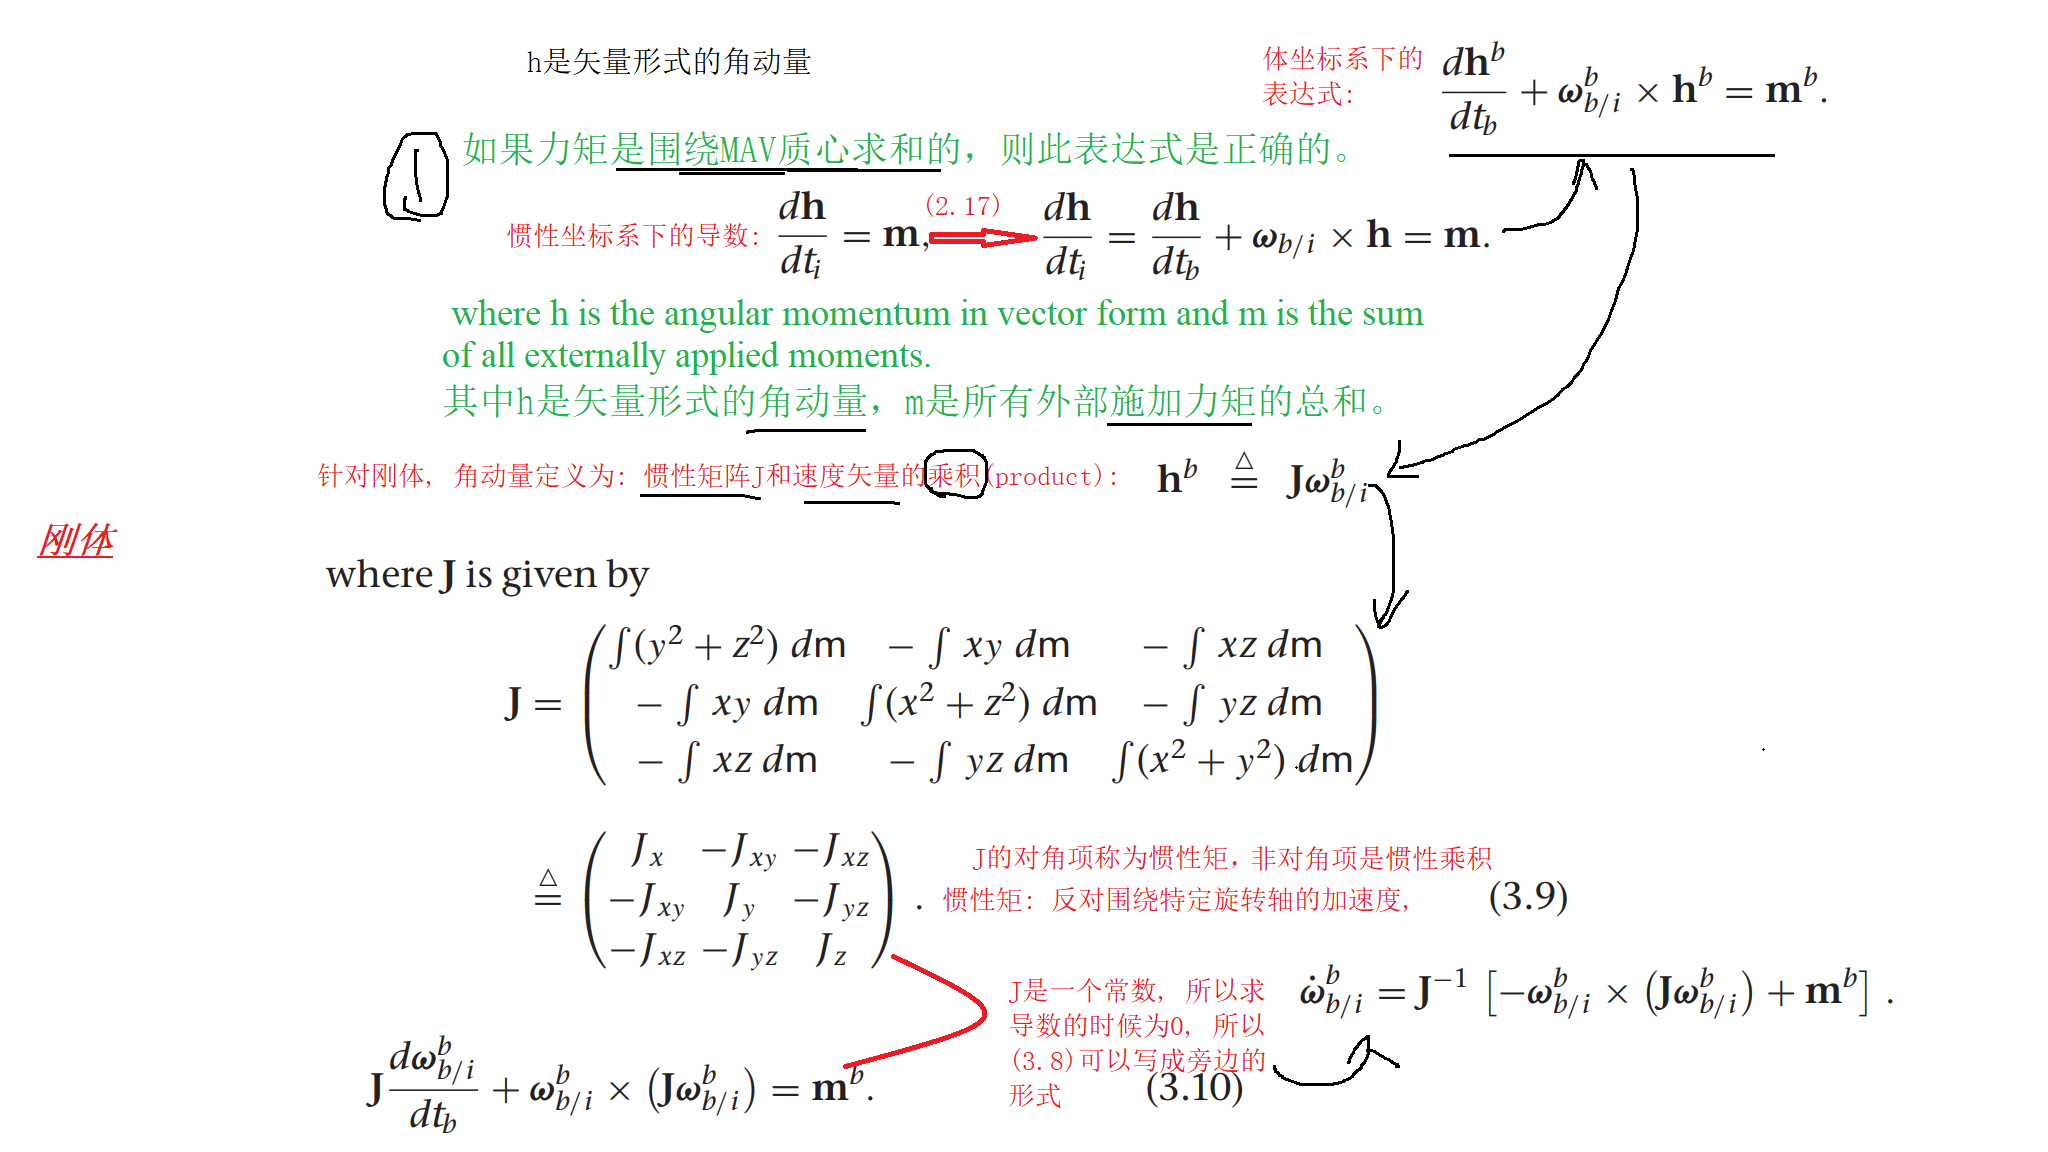 h是矢量形式的角动量
体坐标系下的
表达式:
$\frac{d\mathbf{h}^b}{dt_b} + \boldsymbol{\omega}_{b/i}^b \times \mathbf{h}^b = \mathbf{m}^b.$
1
如果力矩是围绕MAV质心求和的，则此表达式是正确的。
惯性坐标系下的导数: $\frac{d\mathbf{h}}{dt_i} = \mathbf{m},$ (2.17) $\frac{d\mathbf{h}}{dt_i} = \frac{d\mathbf{h}}{dt_b} + \boldsymbol{\omega}_{b/i} \times \mathbf{h} = \mathbf{m}.$
where h is the angular momentum in vector form and m is the sum
of all externally applied moments.
其中h是矢量形式的角动量，m是所有外部施加力矩的总和。
针对刚体, 角动量定义为: 惯性矩阵J和速度矢量的乘积(product): $\mathbf{h}^b \triangleq \mathbf{J}\boldsymbol{\omega}_{b/i}^b$
刚体
where J is given by
$\mathbf{J} = \begin{pmatrix} \int(y^2+z^2)\,dm & -\int xy\,dm & -\int xz\,dm \\ -\int xy\,dm & \int(x^2+z^2)\,dm & -\int yz\,dm \\ -\int xz\,dm & -\int yz\,dm & \int(x^2+y^2)\,dm \end{pmatrix}$
$\triangleq \begin{pmatrix} J_x & -J_{xy} & -J_{xz} \\ -J_{xy} & J_y & -J_{yz} \\ -J_{xz} & -J_{yz} & J_z \end{pmatrix}.$
J的对角项称为惯性矩，非对角项是惯性乘积
惯性矩: 反对围绕特定旋转轴的加速度,
(3.9)
J是一个常数, 所以求
导数的时候为0, 所以
(3.8)可以写成旁边的
形式
$\dot{\boldsymbol{\omega}}_{b/i}^b = \mathbf{J}^{-1}\left[-\boldsymbol{\omega}_{b/i}^b \times \left(\mathbf{J}\boldsymbol{\omega}_{b/i}^b\right) + \mathbf{m}^b\right].$
$\mathbf{J}\frac{d\boldsymbol{\omega}_{b/i}^b}{dt_b} + \boldsymbol{\omega}_{b/i}^b \times \left(\mathbf{J}\boldsymbol{\omega}_{b/i}^b\right) = \mathbf{m}^b.$ (3.10)